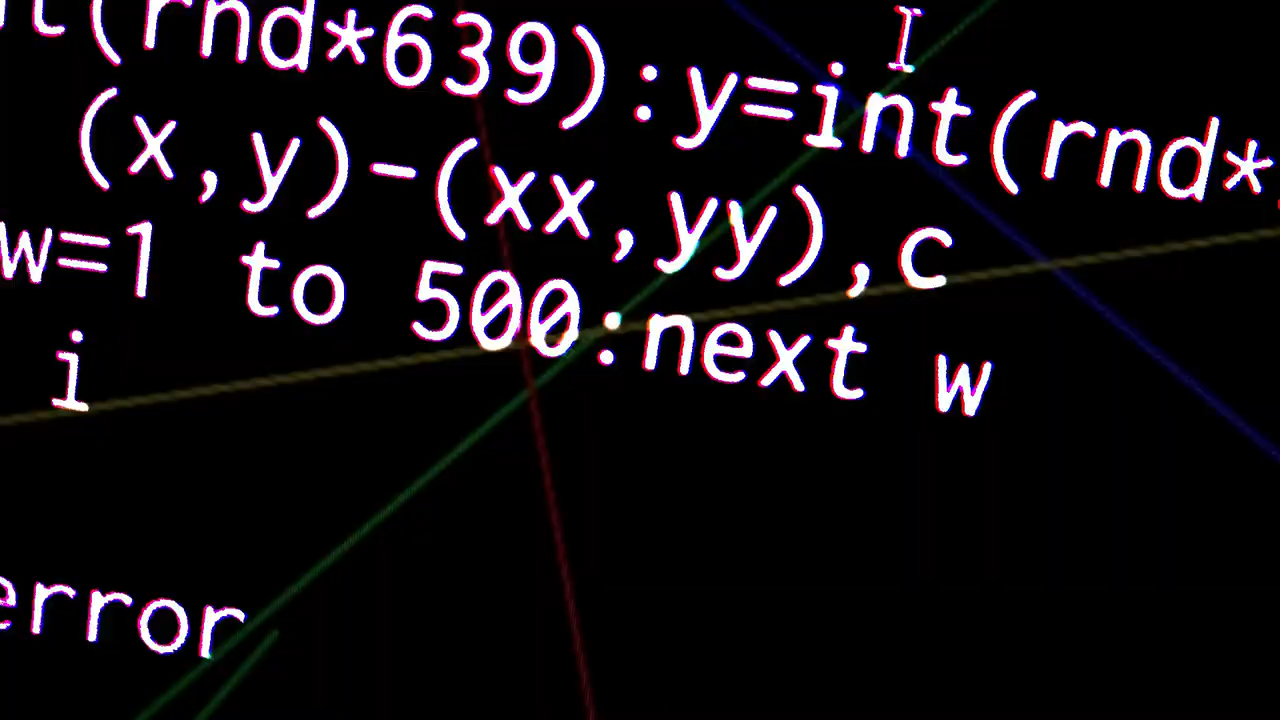 t(rnd*639):y=int(rnd*
(x,y)-(xx,yy),c
w=1 to 500:next w
i
error